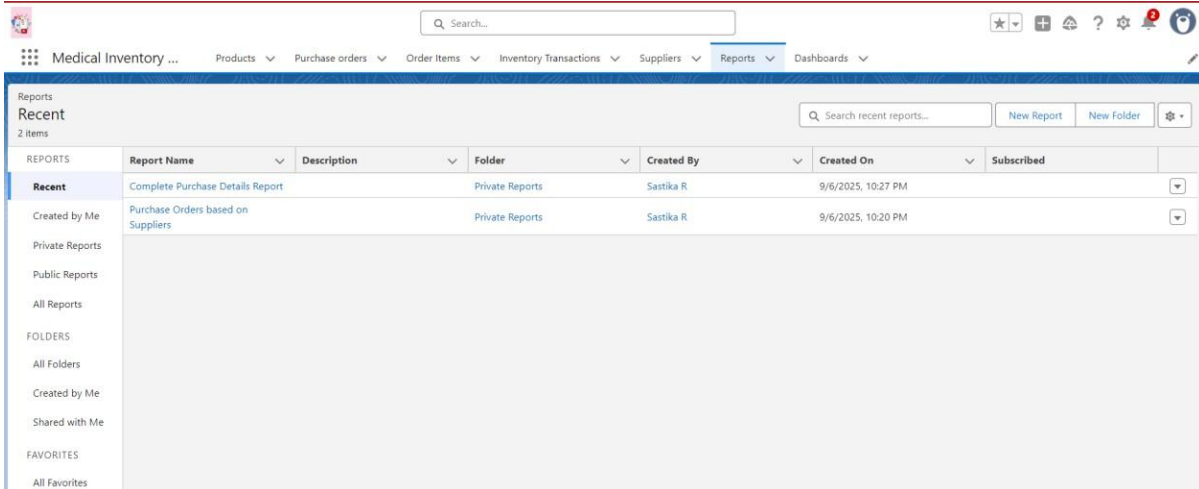 Search...
2
Medical Inventory ...
Products
Purchase orders
Order Items
Inventory Transactions
Suppliers
Reports
Dashboards
Reports
Recent
2 items
Search recent reports...
New Report
New Folder
REPORTS
Report Name
Description
Folder
Created By
Created On
Subscribed
Recent
Complete Purchase Details Report
Private Reports
Sastika R
9/6/2025, 10:27 PM
Created by Me
Purchase Orders based on
Suppliers
Private Reports
Sastika R
9/6/2025, 10:20 PM
Private Reports
Public Reports
All Reports
FOLDERS
All Folders
Created by Me
Shared with Me
FAVORITES
All Favorites